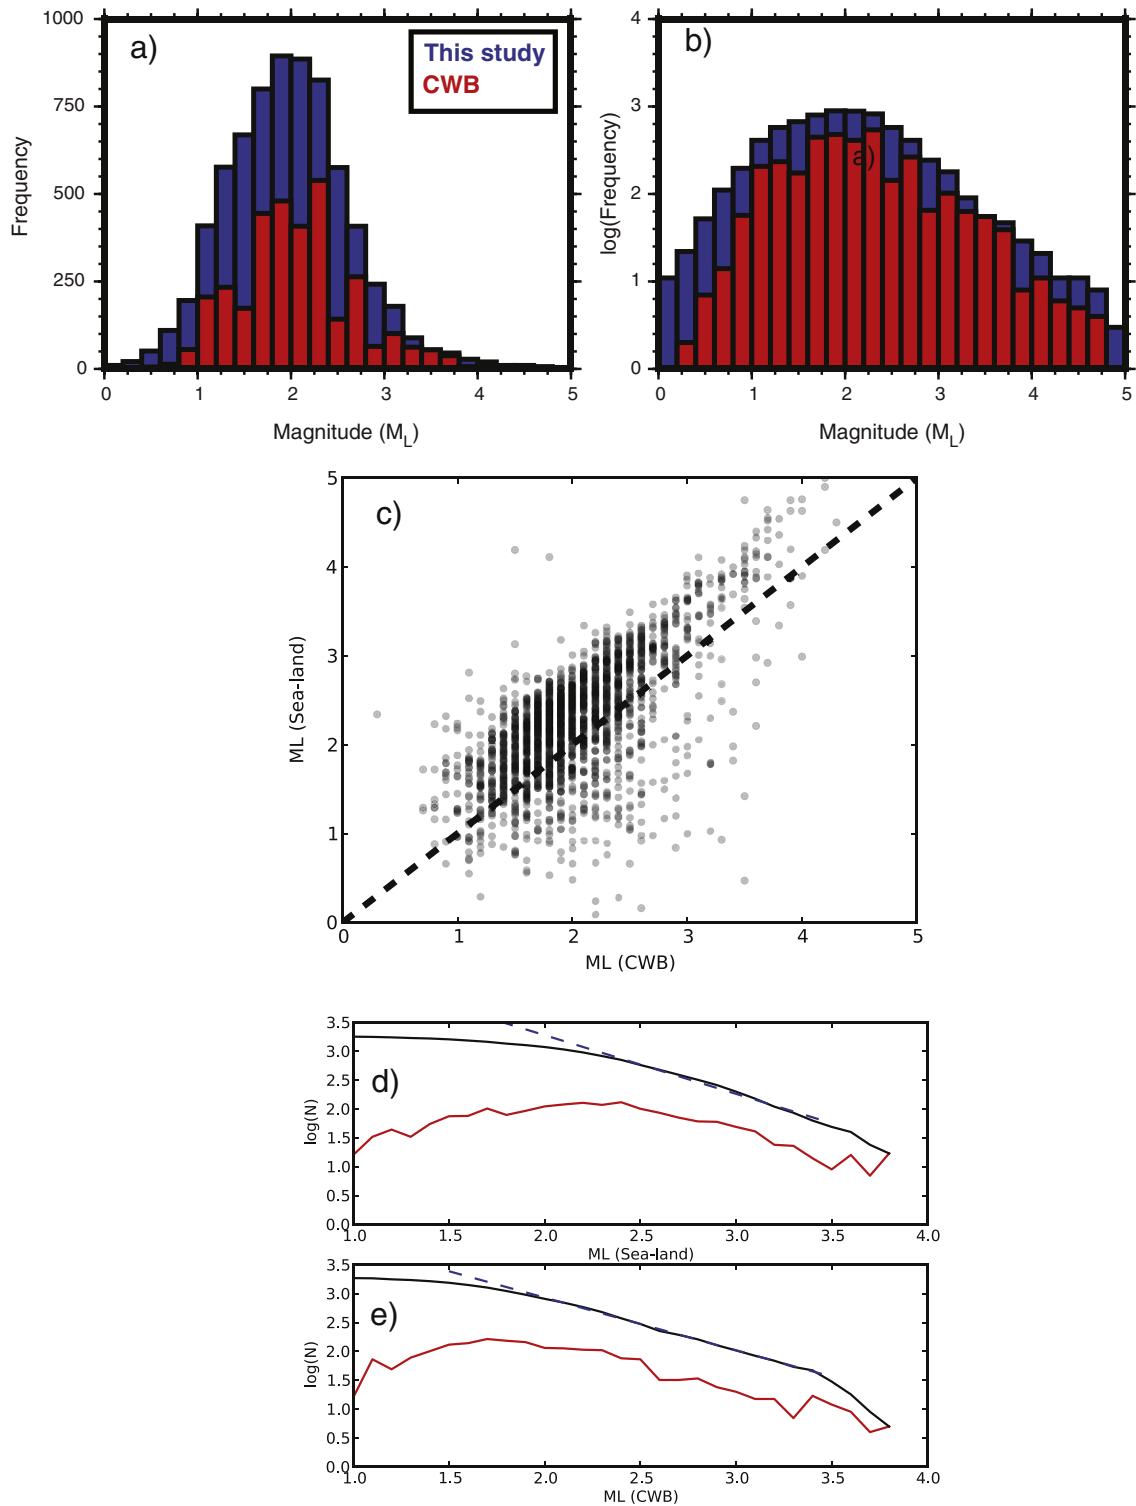 a)
This study
CWB
1000
750
500
250
0
Frequency
0 1 2 3 4 5
Magnitude (ML)
b)
a)
4
3
2
1
0
log(Frequency)
0 1 2 3 4 5
Magnitude (ML)
c)
5
4
3
2
1
0
ML (Sea-land)
0 1 2 3 4 5
ML (CWB)
d)
3.5
3.0
2.5
2.0
1.5
1.0
0.5
0.0
log(N)
1.0 1.5 2.0 2.5 3.0 3.5 4.0
ML (Sea-land)
e)
3.5
3.0
2.5
2.0
1.5
1.0
0.5
0.0
log(N)
1.0 1.5 2.0 2.5 3.0 3.5 4.0
ML (CWB)